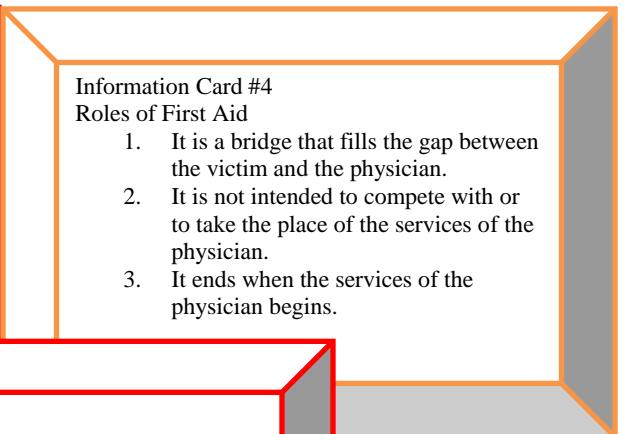 Information Card #4
Roles of First Aid
1. It is a bridge that fills the gap between
the victim and the physician.
2. It is not intended to compete with or
to take the place of the services of the
physician.
3. It ends when the services of the
physician begins.